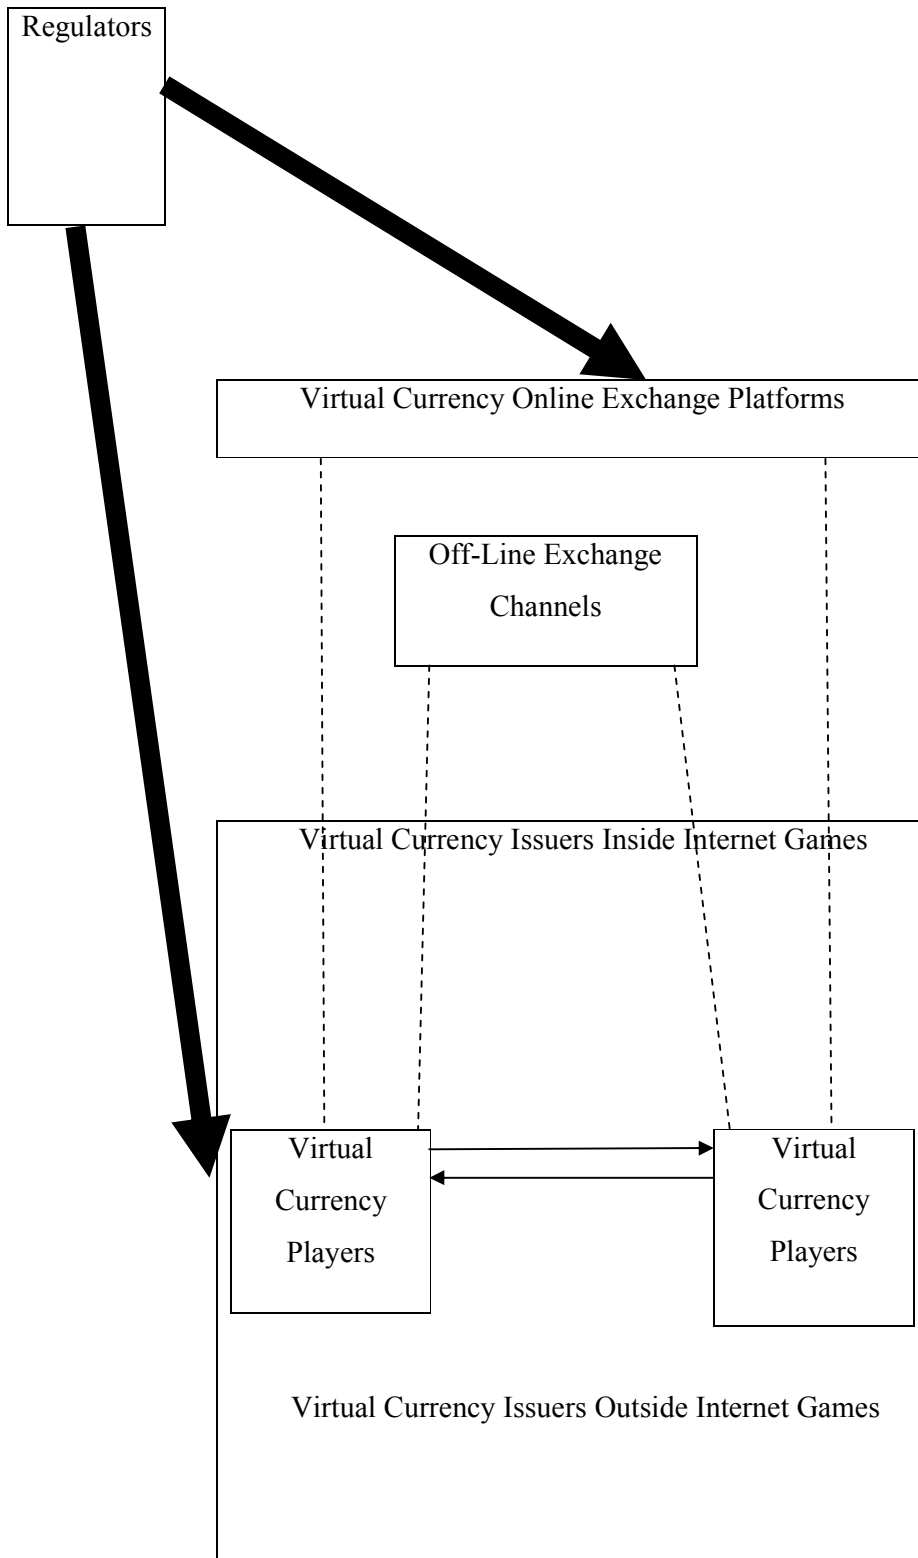 Regulators
Virtual Currency Online Exchange Platforms
Off-Line Exchange
Channels
Virtual Currency Issuers Inside Internet Games
Virtual
Currency
Players
Virtual
Currency
Players
Virtual Currency Issuers Outside Internet Games